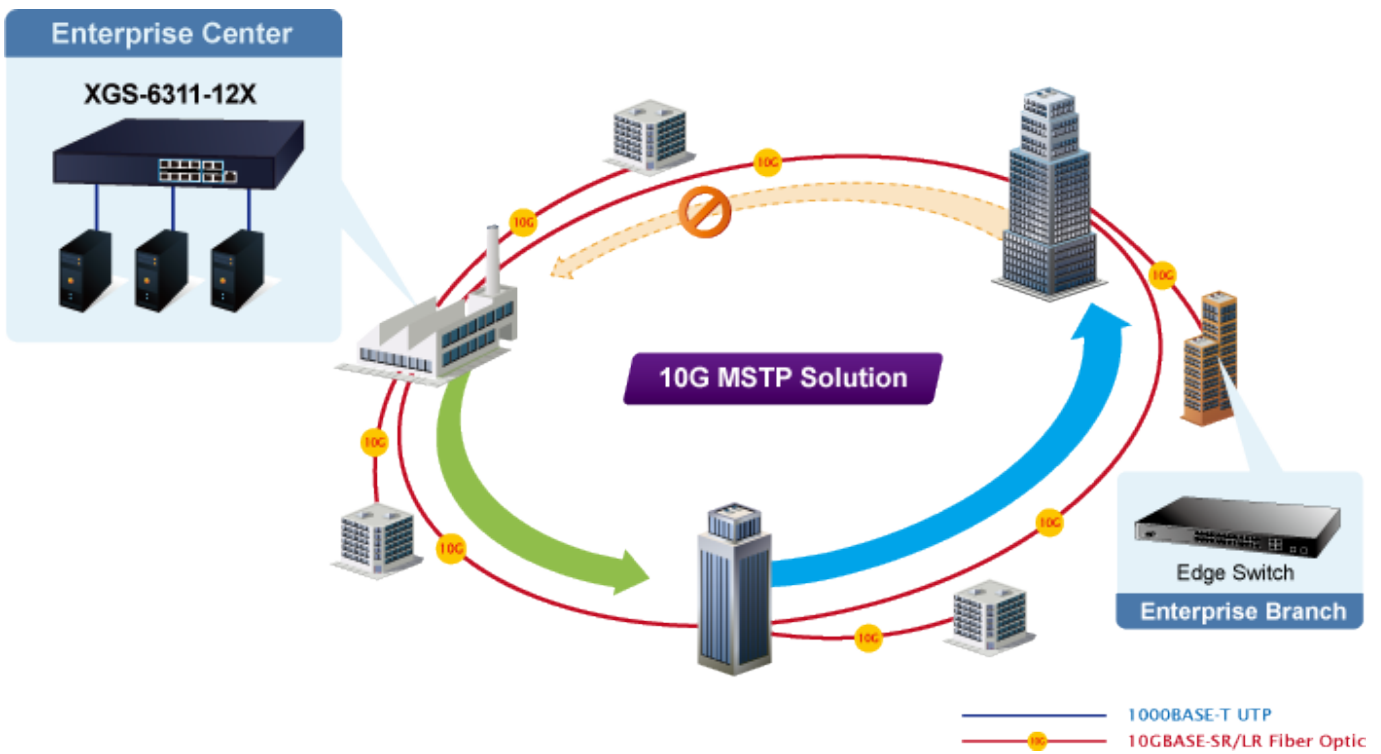 Enterprise Center
XGS-6311-12X
10G
10G
10G
10G MSTP Solution
10G
10G
10G
10G
Edge Switch
Enterprise Branch
1000BASE-T UTP
10G
10GBASE-SR/LR Fiber Optic